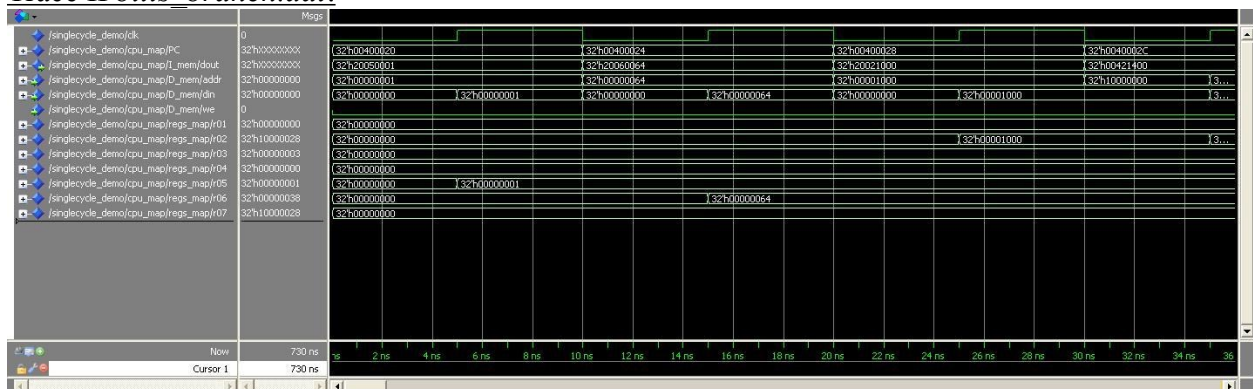 Msgs
/singlecycle_demo/clk 0
/singlecycle_demo/cpu_map/PC 32'hXXXXXXXX 32'h00400020 32'h00400024 32'h00400028 32'h0040002C
/singlecycle_demo/cpu_map/I_mem/dout 32'hXXXXXXXX 32'h20050001 32'h20060064 32'h20021000 32'h00421400
/singlecycle_demo/cpu_map/D_mem/addr 32'h00000000 32'h00000001 32'h00000064 32'h00001000 32'h10000000 3...
/singlecycle_demo/cpu_map/D_mem/din 32'h00000000 32'h00000000 32'h00000001 32'h00000000 32'h00000064 32'h00000000 32'h00001000 3...
/singlecycle_demo/cpu_map/D_mem/we 0
/singlecycle_demo/cpu_map/regs_map/r01 32'h00000000 32'h00000000
/singlecycle_demo/cpu_map/regs_map/r02 32'h10000028 32'h00000000 32'h00001000 3...
/singlecycle_demo/cpu_map/regs_map/r03 32'h00000003 32'h00000000
/singlecycle_demo/cpu_map/regs_map/r04 32'h00000000 32'h00000000
/singlecycle_demo/cpu_map/regs_map/r05 32'h00000001 32'h00000000 32'h00000001
/singlecycle_demo/cpu_map/regs_map/r06 32'h00000038 32'h00000000 32'h00000064
/singlecycle_demo/cpu_map/regs_map/r07 32'h10000028 32'h00000000
Now 730 ns ns 2 ns 4 ns 6 ns 8 ns 10 ns 12 ns 14 ns 16 ns 18 ns 20 ns 22 ns 24 ns 26 ns 28 ns 30 ns 32 ns 34 ns 36
Cursor 1 730 ns